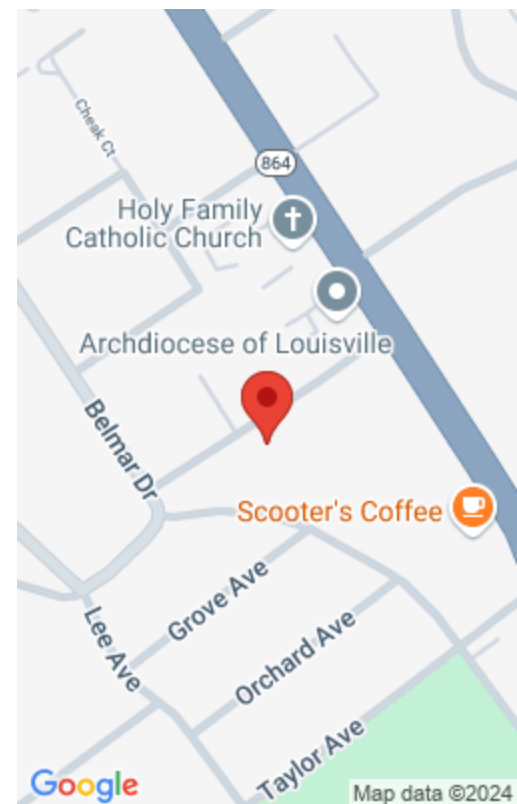 Cheak Ct
864
Holy Family
Catholic Church
Archdiocese of Louisville
Belmar Dr
Scooter's Coffee
Grove Ave
Lee Ave
Orchard Ave
Taylor Ave
Google
Map data ©2024